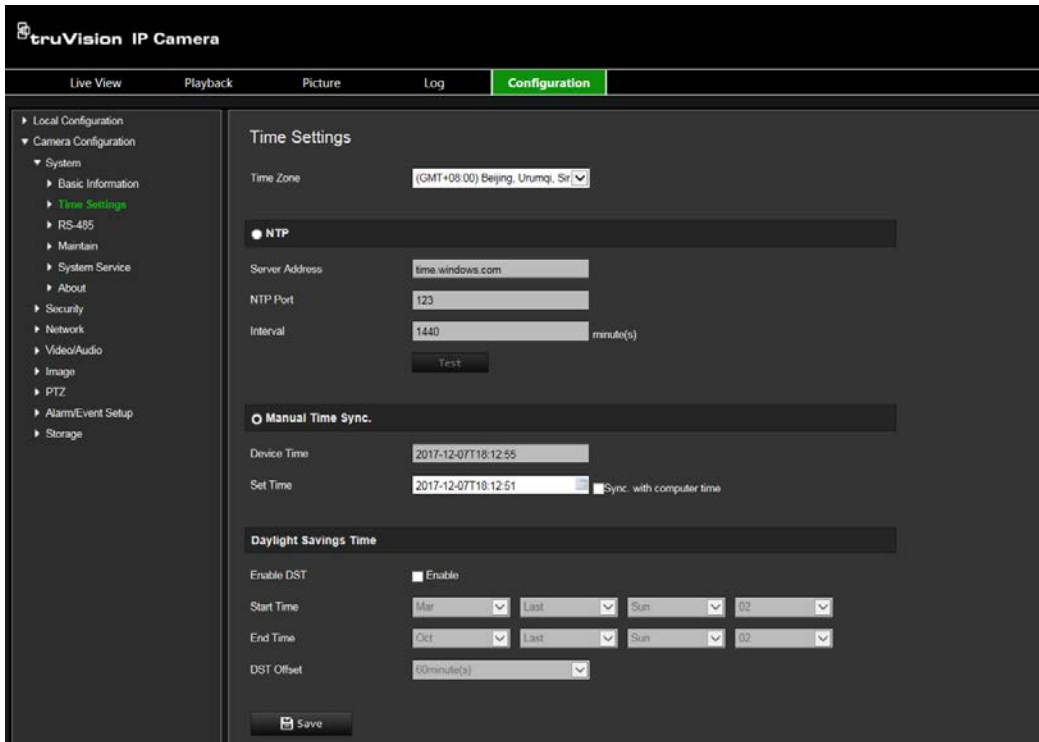 truVision IP Camera
Live View Playback Picture Log Configuration
Local Configuration
Camera Configuration
System
Basic Information
Time Settings
RS-485
Maintain
System Service
About
Security
Network
Video/Audio
Image
PTZ
Alarm/Event Setup
Storage
Time Settings
Time Zone (GMT+08:00) Beijing, Urumqi, Sin
NTP
Server Address time.windows.com
NTP Port 123
Interval 1440 minute(s)
Test
Manual Time Sync.
Device Time 2017-12-07T18:12:55
Set Time 2017-12-07T18:12:51 Sync. with computer time
Daylight Savings Time
Enable DST Enable
Start Time Mar Last Sun 02
End Time Oct Last Sun 02
DST Offset 60minute(s)
Save